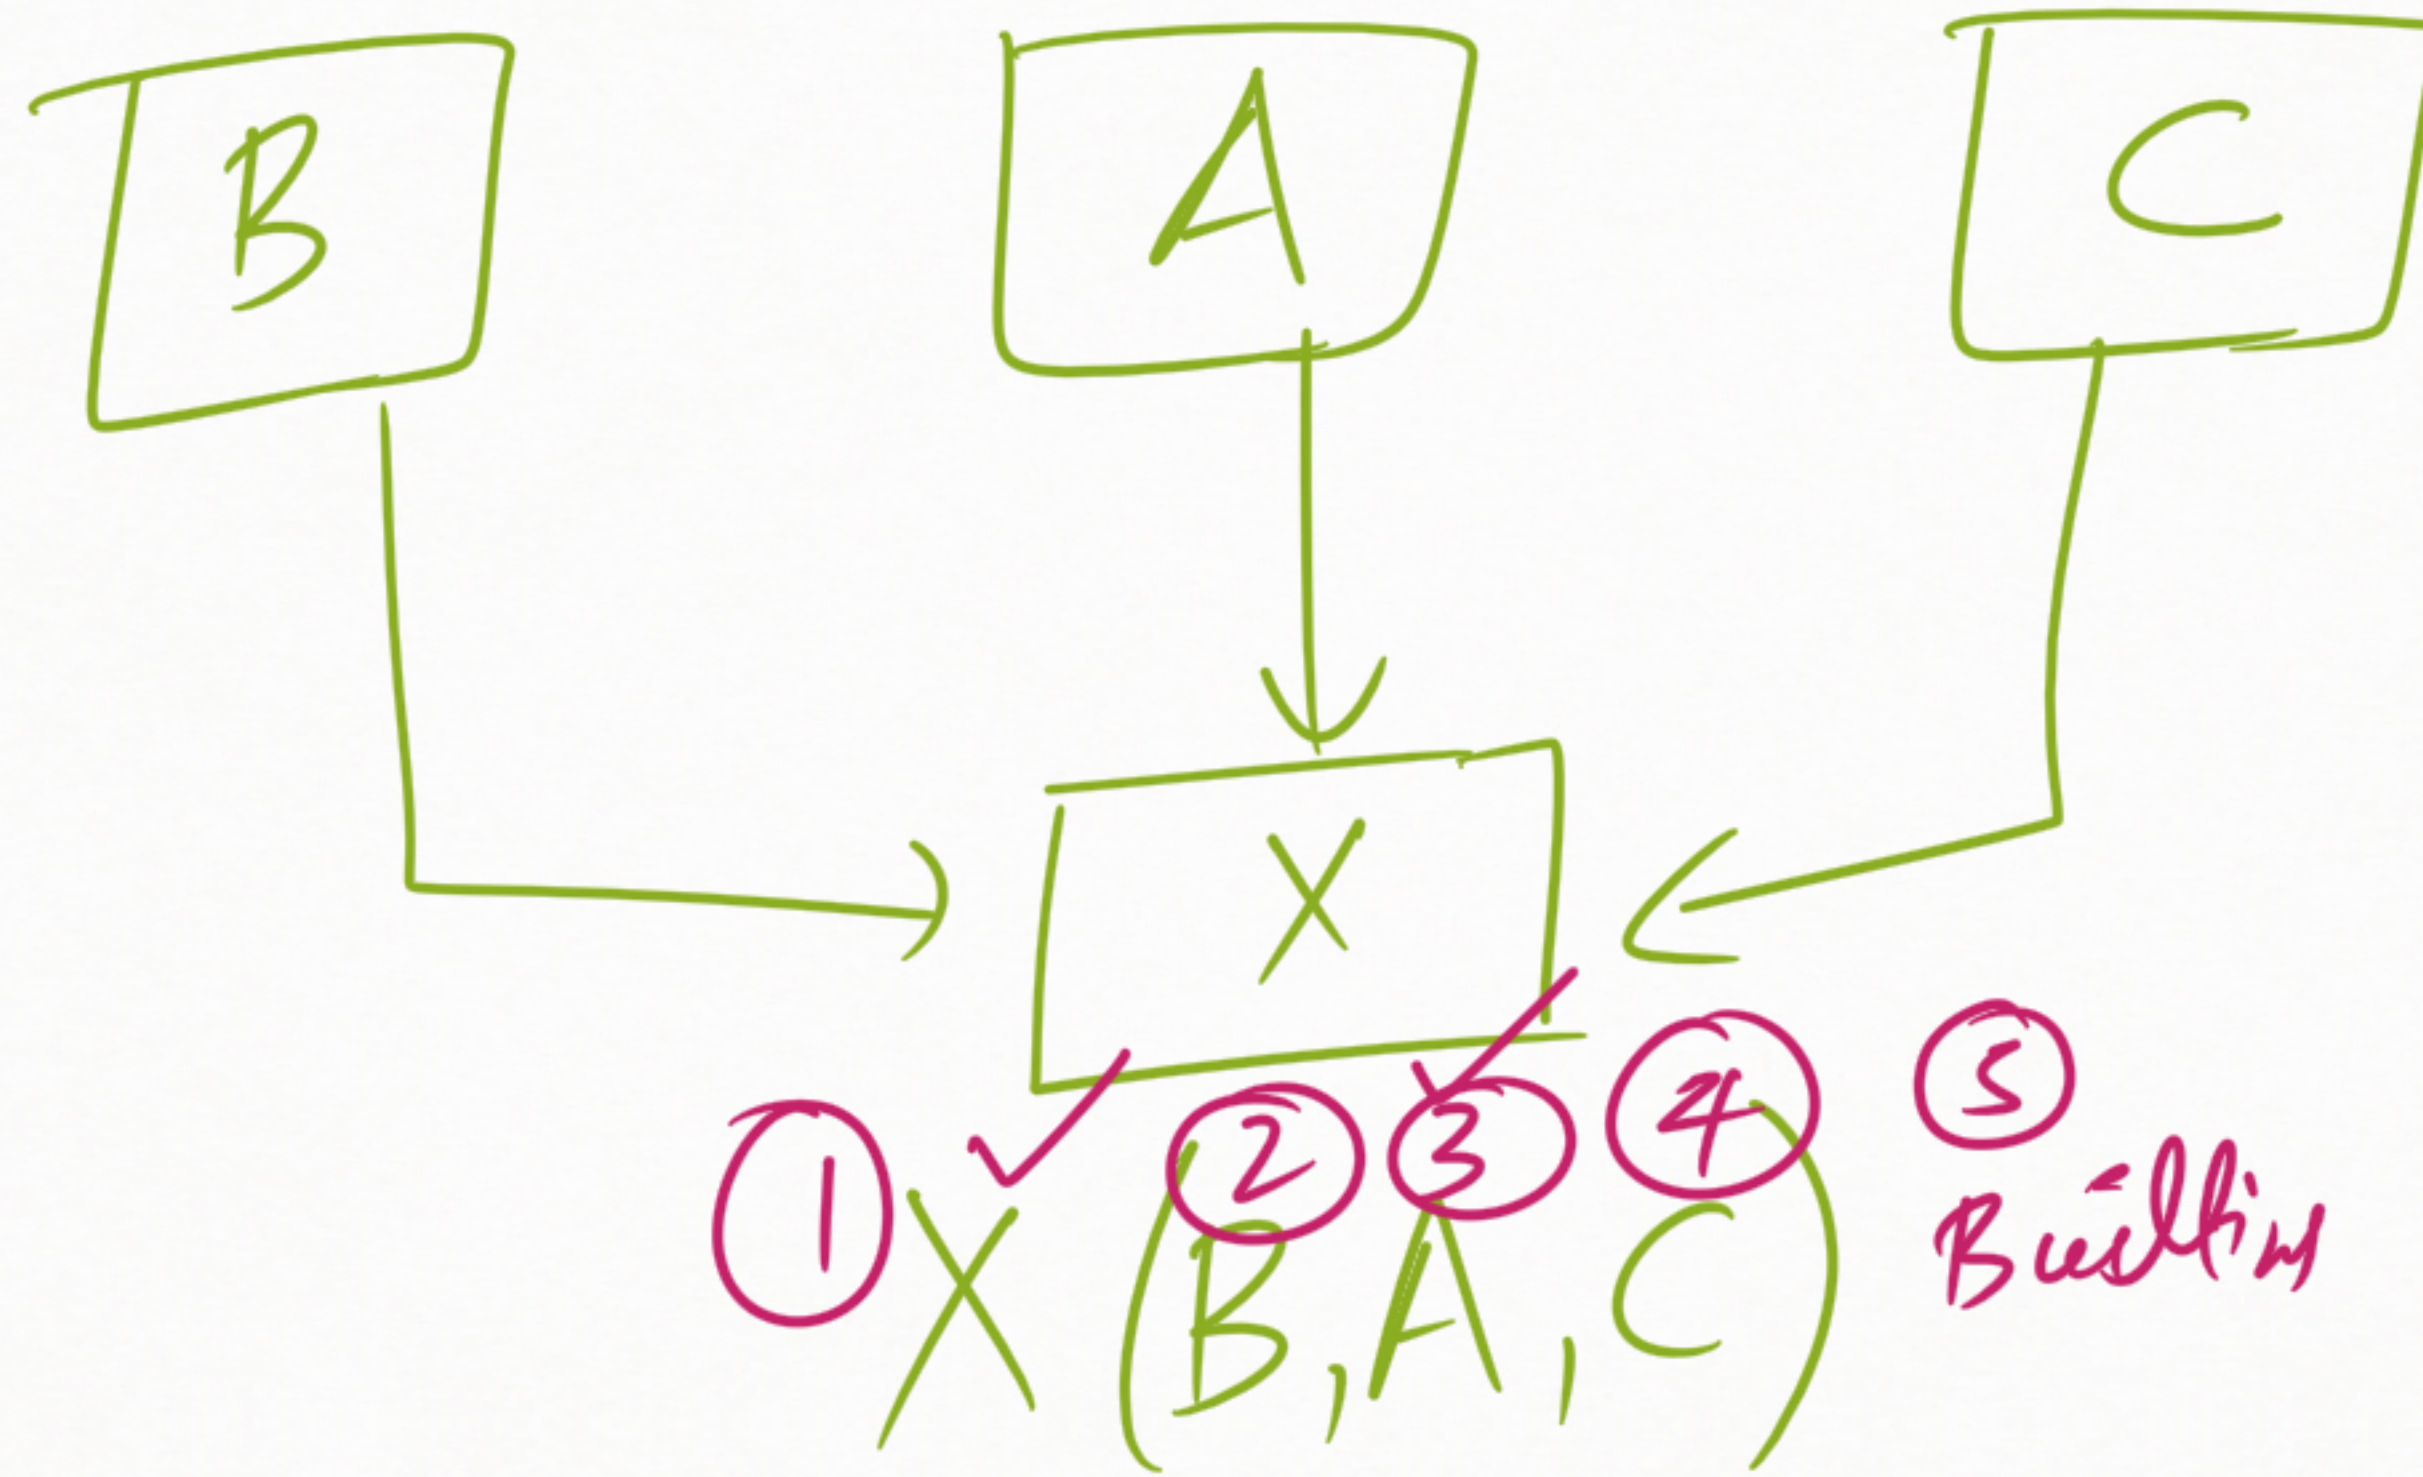 B A C
X
① ② ③ ④ ⑤
X (B, A, C) Builtin